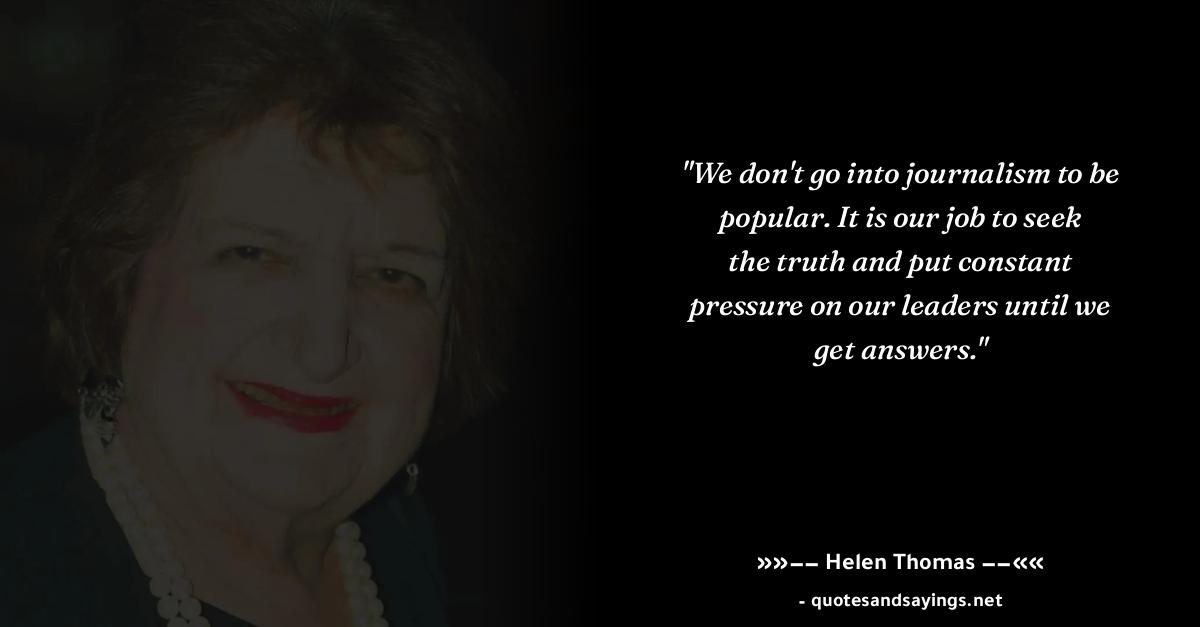 "We don't go into journalism to be
popular. It is our job to seek
the truth and put constant
pressure on our leaders until we
get answers."
»»–– Helen Thomas ––««
- quotesandsayings.net